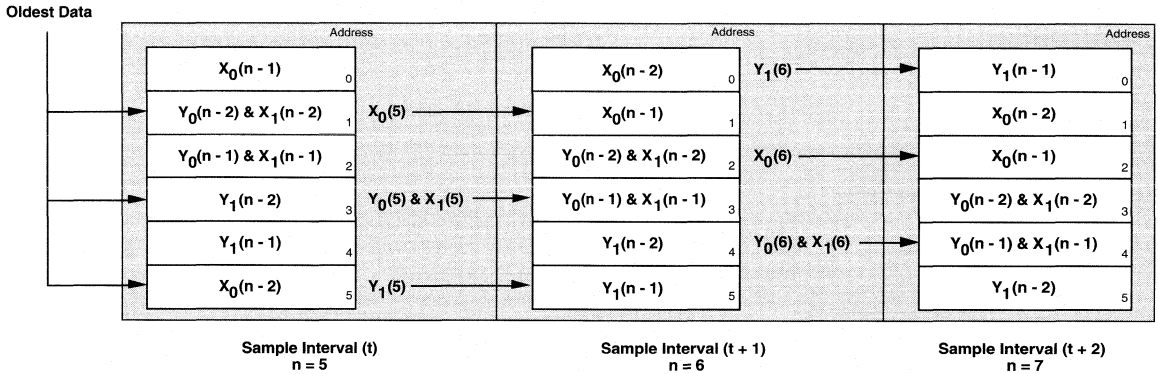 Oldest Data
Address Address Address
X0(n - 1) 0 X0(n - 2) 0 Y1(6) Y1(n - 1) 0
Y0(n - 2) & X1(n - 2) 1 X0(5) X0(n - 1) 1 X0(n - 2) 1
Y0(n - 1) & X1(n - 1) 2 Y0(n - 2) & X1(n - 2) 2 X0(6) X0(n - 1) 2
Y1(n - 2) 3 Y0(5) & X1(5) Y0(n - 1) & X1(n - 1) 3 Y0(n - 2) & X1(n - 2) 3
Y1(n - 1) 4 Y1(n - 2) 4 Y0(6) & X1(6) Y0(n - 1) & X1(n - 1) 4
X0(n - 2) 5 Y1(5) Y1(n - 1) 5 Y1(n - 2) 5
Sample Interval (t) Sample Interval (t + 1) Sample Interval (t + 2)
n = 5 n = 6 n = 7